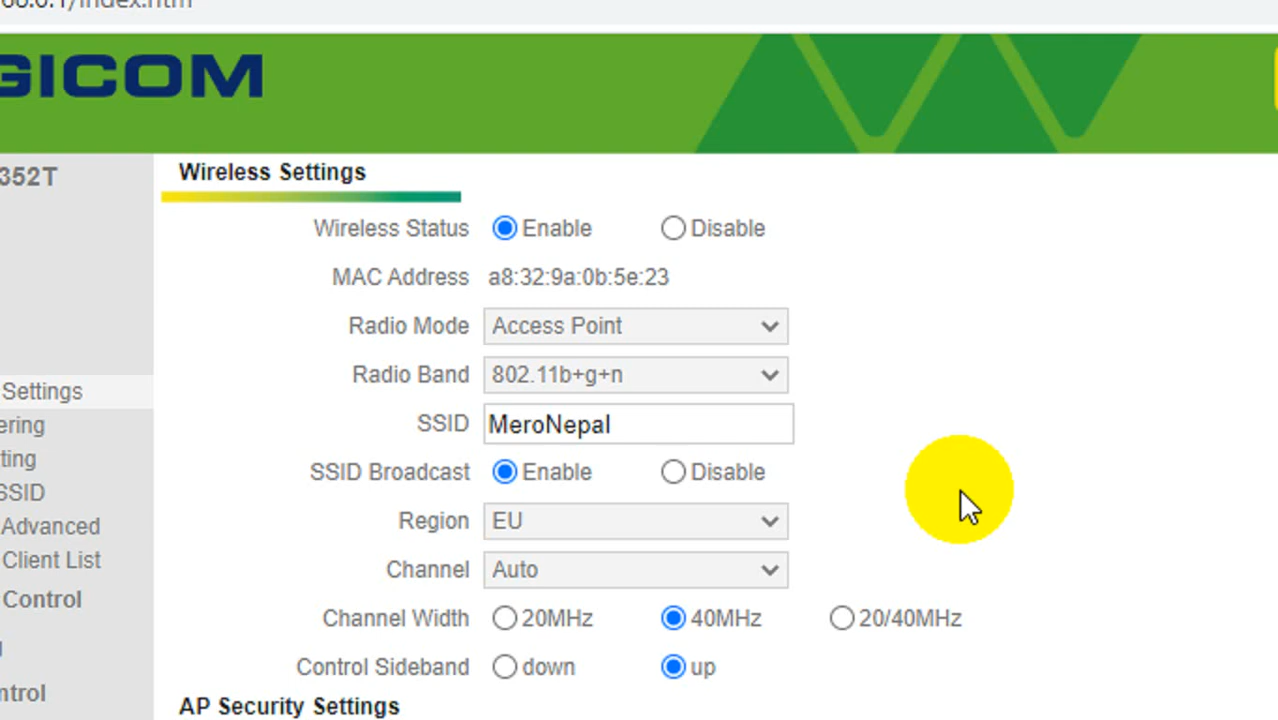 /index.htm
GICOM
352T
Wireless Settings
Wireless Status Enable Disable
MAC Address a8:32:9a:0b:5e:23
Radio Mode Access Point
Radio Band 802.11b+g+n
Settings
SSID MeroNepal
ering
ting
SSID Broadcast Enable Disable
SSID
Region EU
Advanced
Client List
Channel Auto
Control
Channel Width 20MHz 40MHz 20/40MHz
Control Sideband down up
ntrol
AP Security Settings